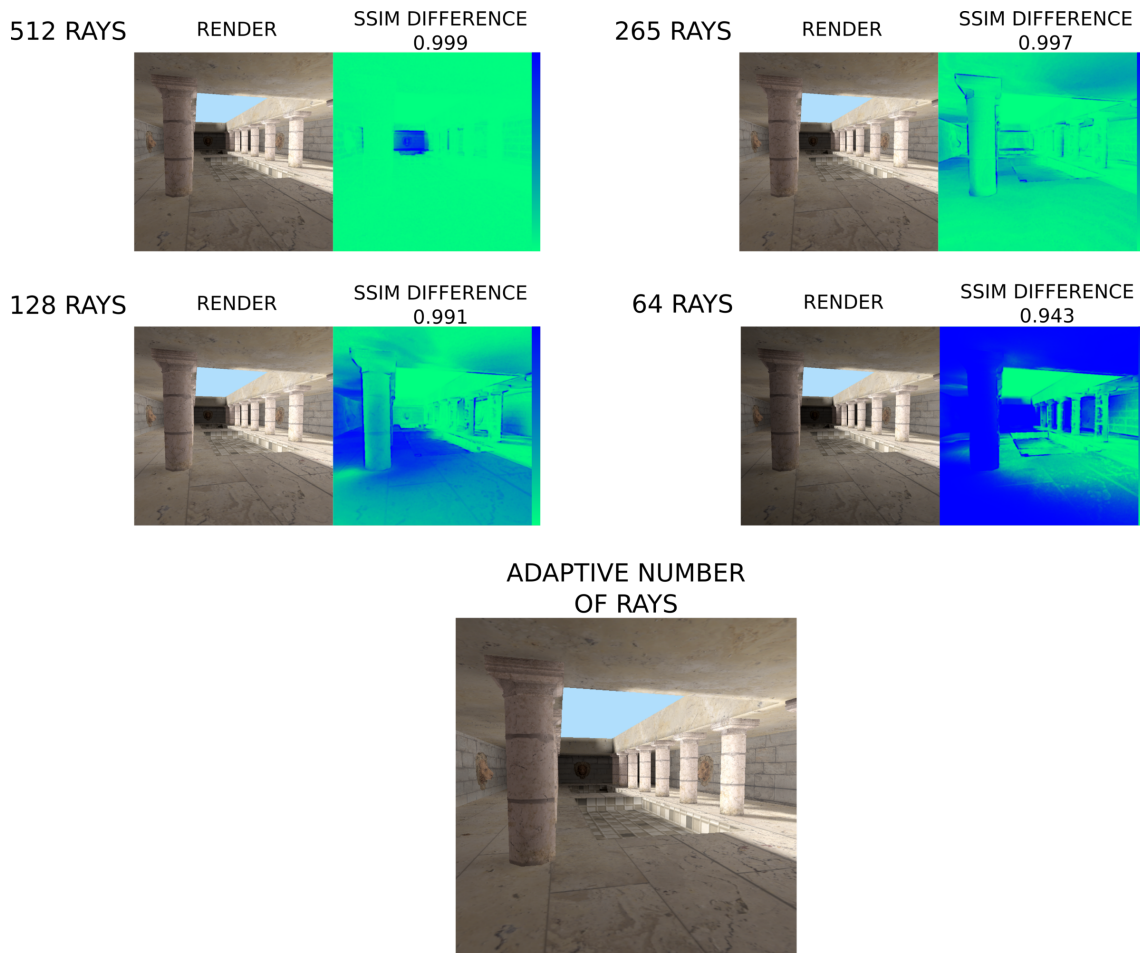 512 RAYS
RENDER
SSIM DIFFERENCE
0.999
265 RAYS
RENDER
SSIM DIFFERENCE
0.997
128 RAYS
RENDER
SSIM DIFFERENCE
0.991
64 RAYS
RENDER
SSIM DIFFERENCE
0.943
ADAPTIVE NUMBER
OF RAYS